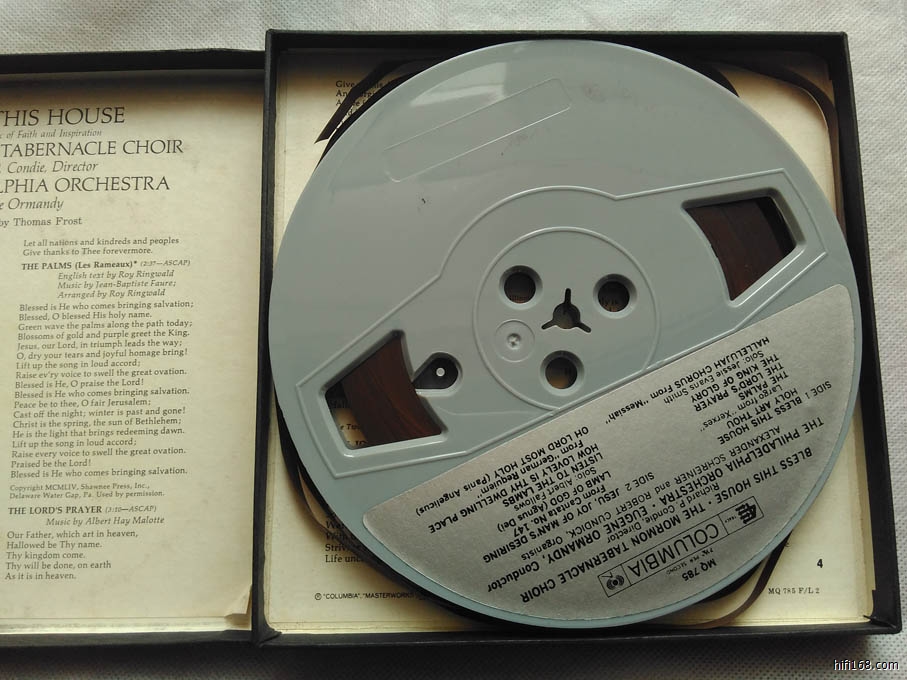 THIS HOUSE
c of Faith and Inspiration
TABERNACLE CHOIR
Condie, Director
LPHIA ORCHESTRA
e Ormandy
by Thomas Frost
Let all nations and kindreds and peoples
Give thanks to Thee forevermore.
THE PALMS (Les Rameaux)* (2:37—ASCAP)
English text by Roy Ringwald
Music by Jean-Baptiste Faure;
Arranged by Roy Ringwald
Blessed is He who comes bringing salvation;
Blessed, O blessed His holy name.
Green wave the palms along the path today;
Blossoms of gold and purple greet the King.
Jesus, our Lord, in triumph leads the way;
O, dry your tears and joyful homage bring!
Lift up the song in loud accord;
Raise ev'ry voice to swell the great ovation.
Blessed is He, O praise the Lord!
Blessed is He who comes bringing salvation.
Peace be to thee, O fair Jerusalem;
Cast off the night; winter is past and gone!
Christ is the spring, the sun of Bethlehem;
He is the light that brings redeeming dawn.
Lift up the song in loud accord;
Raise every voice to swell the great ovation.
Praised be the Lord!
Blessed is He who comes bringing salvation.
Copyright MCMLIV, Shawnee Press, Inc.,
Delaware Water Gap, Pa. Used by permission.
THE LORD'S PRAYER (3:10—ASCAP)
Music by Albert Hay Malotte
Our Father, which art in heaven,
Hallowed be Thy name.
Thy kingdom come.
Thy will be done, on earth
As it is in heaven.
Give
MQ 785
COLUMBIA
4 TRACK
BLESS THIS HOUSE · THE MORMON TABERNACLE CHOIR
Richard P. Condie, Director
THE PHILADELPHIA ORCHESTRA · EUGENE ORMANDY, Conductor
ALEXANDER SCHREINER and ROBERT CUNDICK, Organists
SIDE 1 BLESS THIS HOUSE
HOLY ART THOU
Largo from "Xerxes"
THE PALMS
THE LORD'S PRAYER
THE KING OF GLORY
Solo: Jessie Evans Smith
HALLELUJAH CHORUS From "Messiah"
SIDE 2 JESU, JOY OF MAN'S DESIRING
From Cantata No. 147
LAMB OF GOD (Agnus Dei)
Solo: Albert Fallows
LISTEN TO THE LAMBS
HOW LOVELY IS THY DWELLING PLACE
From "German Requiem"
OH LORD MOST HOLY (Panis Angelicus)
Strivi
Life unc
℗ "COLUMBIA", "MASTERWORKS
4
MQ 785 F/L 2
hifi168.com